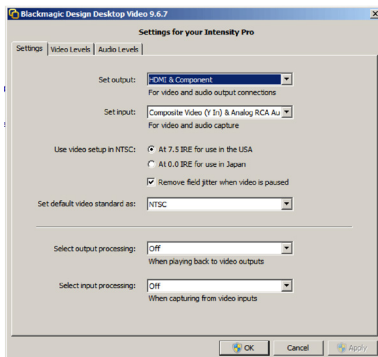 Blackmagic Design Desktop Video 9.6.7
Settings for your Intensity Pro
Settings Video Levels Audio Levels
Set output: HDMI & Component
For video and audio output connections
Set input: Composite Video (Y In) & Analog RCA Au
For video and audio capture
Use video setup in NTSC: At 7.5 IRE for use in the USA
At 0.0 IRE for use in Japan
Remove field jitter when video is paused
Set default video standard as: NTSC
Select output processing: Off
When playing back to video outputs
Select input processing: Off
When capturing from video inputs
OK Cancel Apply